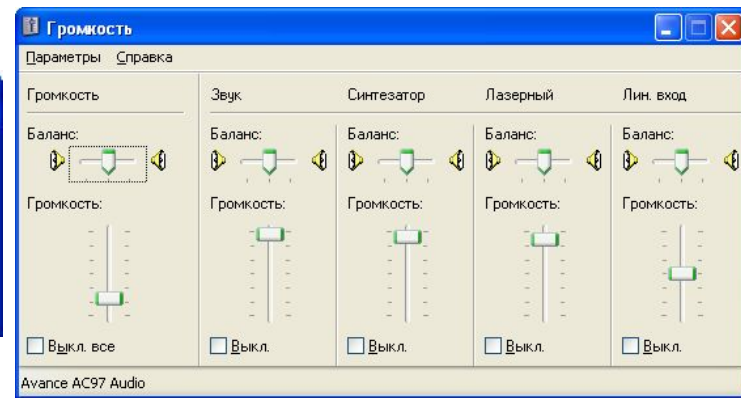 Громкость
Параметры Справка
Громкость Звук Синтезатор Лазерный Лин. вход
Баланс: Баланс: Баланс: Баланс: Баланс:
Громкость: Громкость: Громкость: Громкость: Громкость:
Выкл. все Выкл. Выкл. Выкл. Выкл.
Avance AC97 Audio